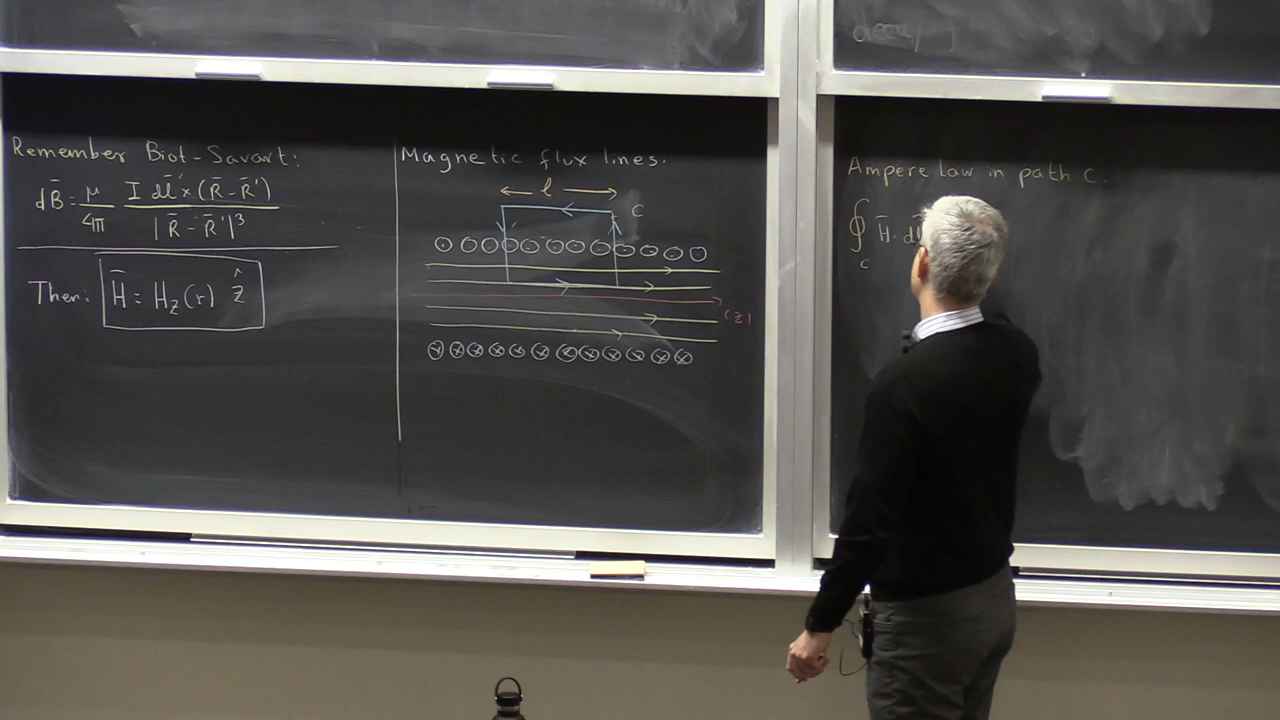 Remember Biot-Savart:
dB̄ = μ/4π I dl̄'×(R̄-R̄')/|R̄-R̄'|³
Then: H̄ = H_z(r) ẑ
Magnetic flux lines.
ℓ
C
(z)
Ampere law in path C.
∮_C H̄·dl̄